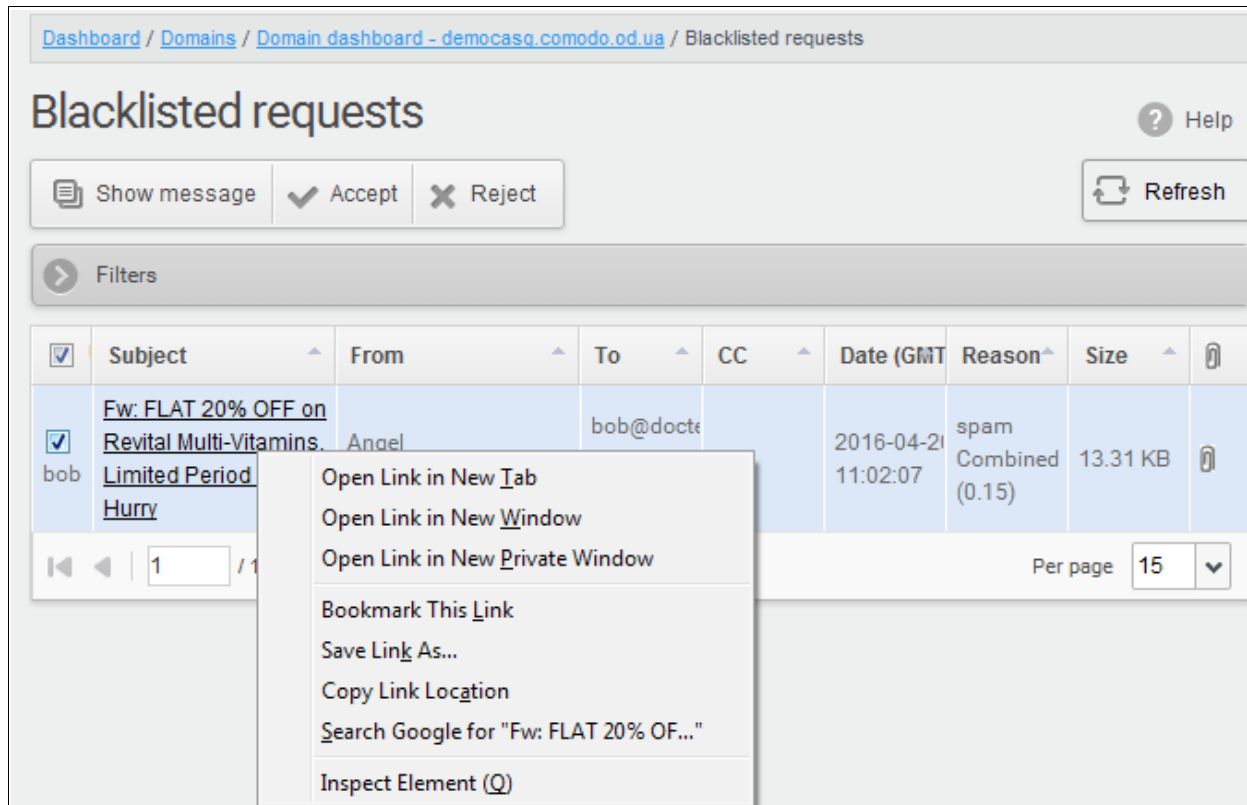 Dashboard / Domains / Domain dashboard - democasg.comodo.od.ua / Blacklisted requests
Blacklisted requests
Help
Show message Accept Reject
Refresh
Filters
Subject From To CC Date (GMT Reason Size
Fw: FLAT 20% OFF on
Revital Multi-Vitamins.
Limited Period
Hurry
bob
Angel
bob@docte
2016-04-20
11:02:07
spam
Combined
(0.15)
13.31 KB
1 / 1
Per page 15
Open Link in New Tab
Open Link in New Window
Open Link in New Private Window
Bookmark This Link
Save Link As...
Copy Link Location
Search Google for "Fw: FLAT 20% OF..."
Inspect Element (Q)